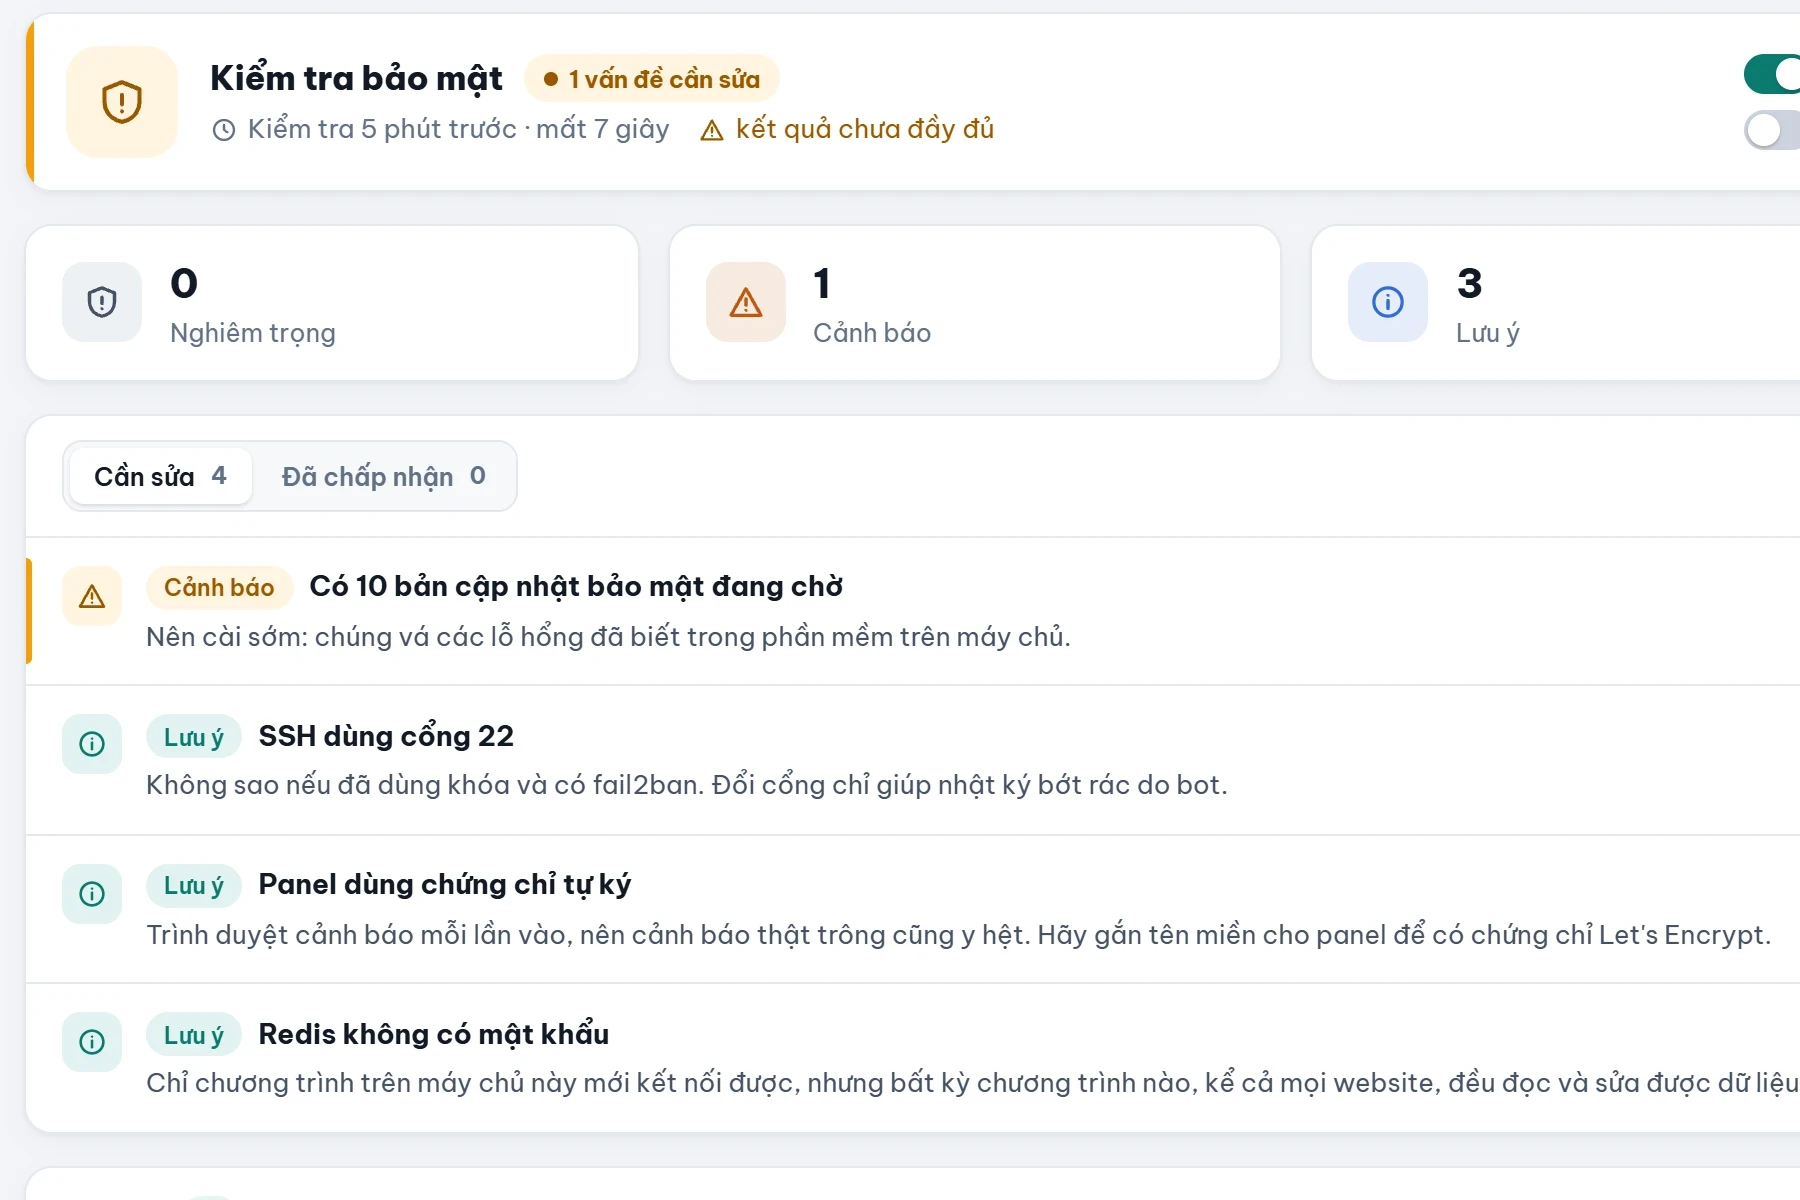 Kiểm tra bảo mật 1 vấn đề cần sửa
Kiểm tra 5 phút trước · mất 7 giây kết quả chưa đầy đủ
0
Nghiêm trọng
1
Cảnh báo
3
Lưu ý
Cần sửa 4 Đã chấp nhận 0
Cảnh báo Có 10 bản cập nhật bảo mật đang chờ
Nên cài sớm: chúng vá các lỗ hổng đã biết trong phần mềm trên máy chủ.
Lưu ý SSH dùng cổng 22
Không sao nếu đã dùng khóa và có fail2ban. Đổi cổng chỉ giúp nhật ký bớt rác do bot.
Lưu ý Panel dùng chứng chỉ tự ký
Trình duyệt cảnh báo mỗi lần vào, nên cảnh báo thật trông cũng y hệt. Hãy gắn tên miền cho panel để có chứng chỉ Let's Encrypt.
Lưu ý Redis không có mật khẩu
Chỉ chương trình trên máy chủ này mới kết nối được, nhưng bất kỳ chương trình nào, kể cả mọi website, đều đọc và sửa được dữ liệu